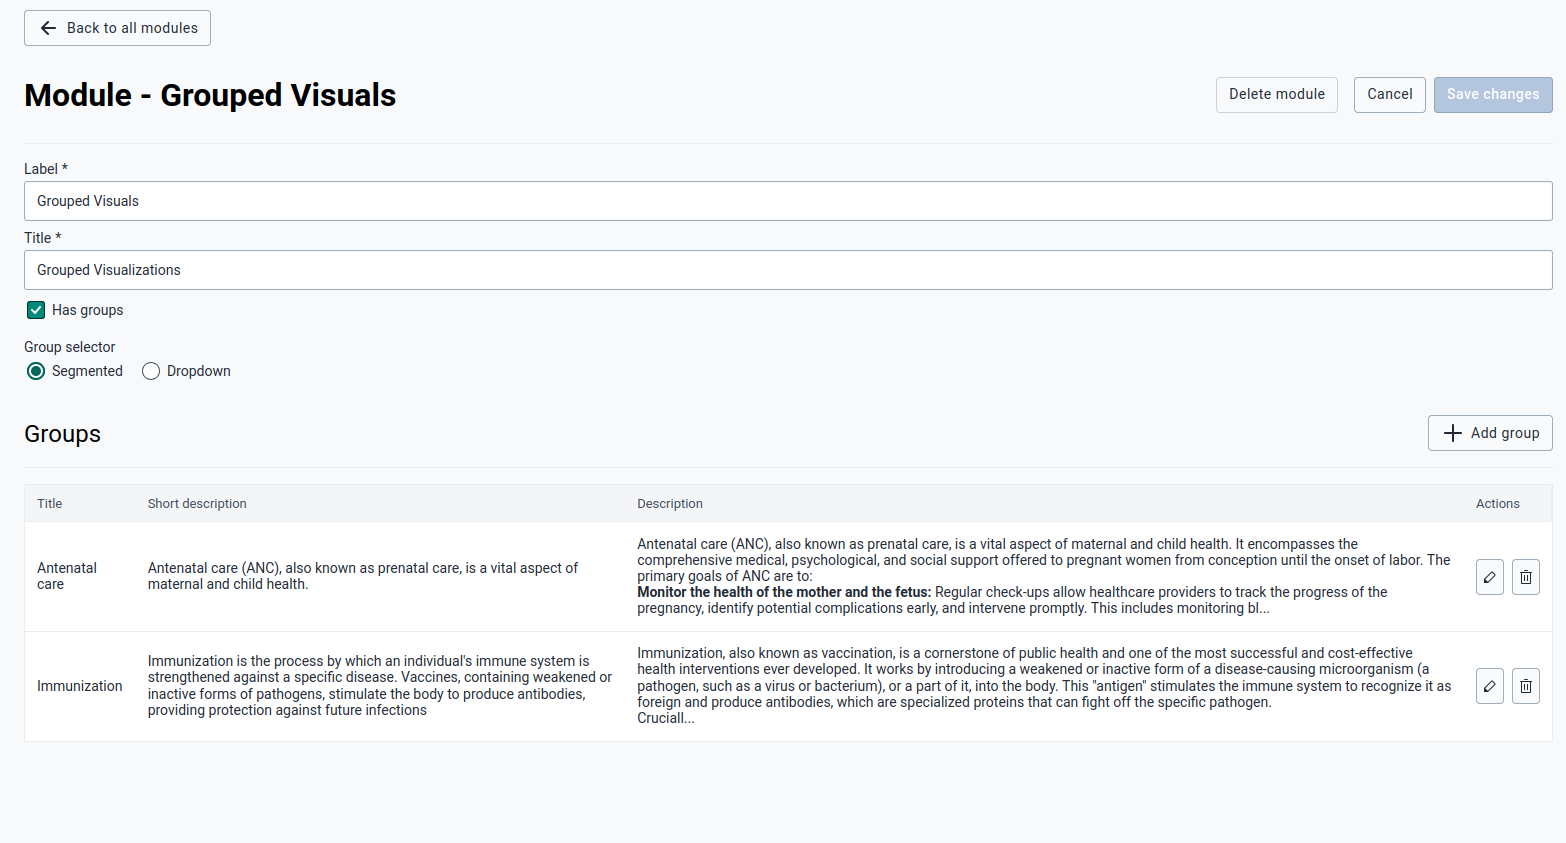 Back to all modules
Module - Grouped Visuals
Delete module
Cancel
Save changes
Label *
Grouped Visuals
Title *
Grouped Visualizations
Has groups
Group selector
Segmented
Dropdown
Groups
Add group
Title
Short description
Description
Actions
Antenatal
care
Antenatal care (ANC), also known as prenatal care, is a vital aspect of
maternal and child health.
Antenatal care (ANC), also known as prenatal care, is a vital aspect of maternal and child health. It encompasses the
comprehensive medical, psychological, and social support offered to pregnant women from conception until the onset of labor. The
primary goals of ANC are to:
Monitor the health of the mother and the fetus: Regular check-ups allow healthcare providers to track the progress of the
pregnancy, identify potential complications early, and intervene promptly. This includes monitoring bl...
Immunization
Immunization is the process by which an individual's immune system is
strengthened against a specific disease. Vaccines, containing weakened or
inactive forms of pathogens, stimulate the body to produce antibodies,
providing protection against future infections
Immunization, also known as vaccination, is a cornerstone of public health and one of the most successful and cost-effective
health interventions ever developed. It works by introducing a weakened or inactive form of a disease-causing microorganism (a
pathogen, such as a virus or bacterium), or a part of it, into the body. This "antigen" stimulates the immune system to recognize it as
foreign and produce antibodies, which are specialized proteins that can fight off the specific pathogen.
Cruciall...